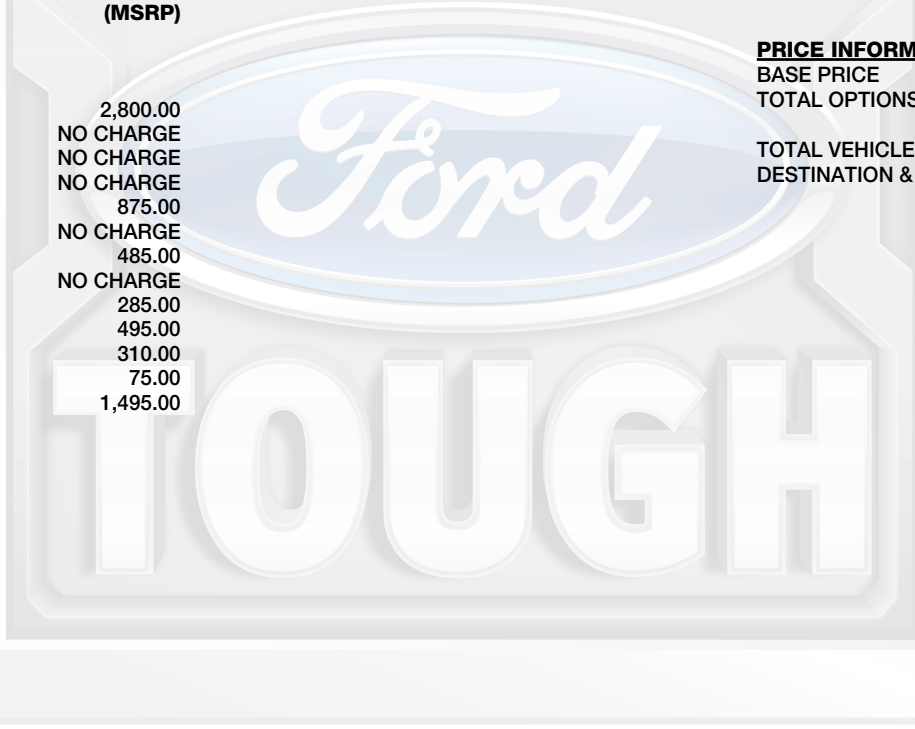 (MSRP)
2,800.00
NO CHARGE
NO CHARGE
NO CHARGE
875.00
NO CHARGE
485.00
NO CHARGE
285.00
495.00
310.00
75.00
1,495.00
PRICE INFORM
BASE PRICE
TOTAL OPTIONS
TOTAL VEHICLE
DESTINATION &
Ford
TOUGH